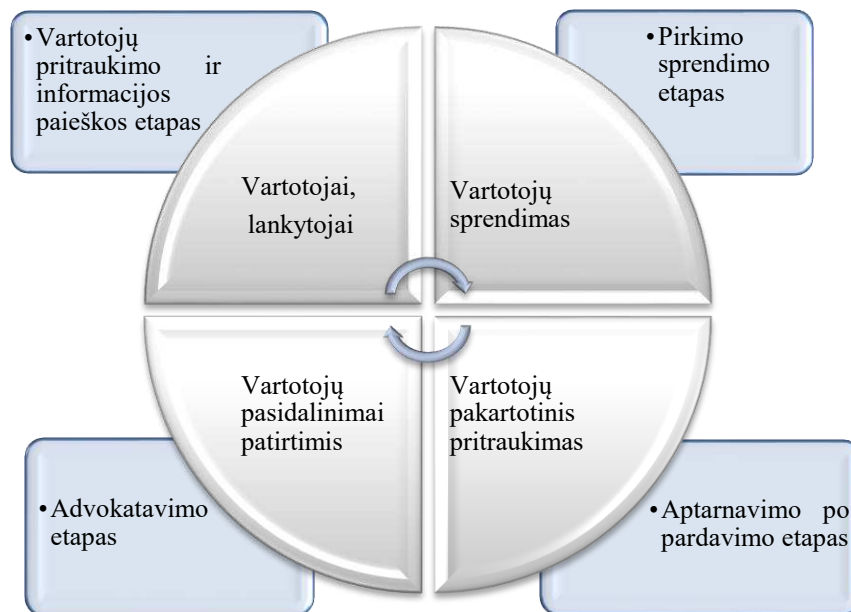 •Vartotojų
pritraukimo ir
informacijos
paieškos etapas
•Pirkimo
sprendimo
etapas
Vartotojai,
lankytojai
Vartotojų
sprendimas
Vartotojų
pasidalinimai
patirtimis
Vartotojų
pakartotinis
pritraukimas
•Advokatavimo
etapas
•Aptarnavimo po
pardavimo etapas